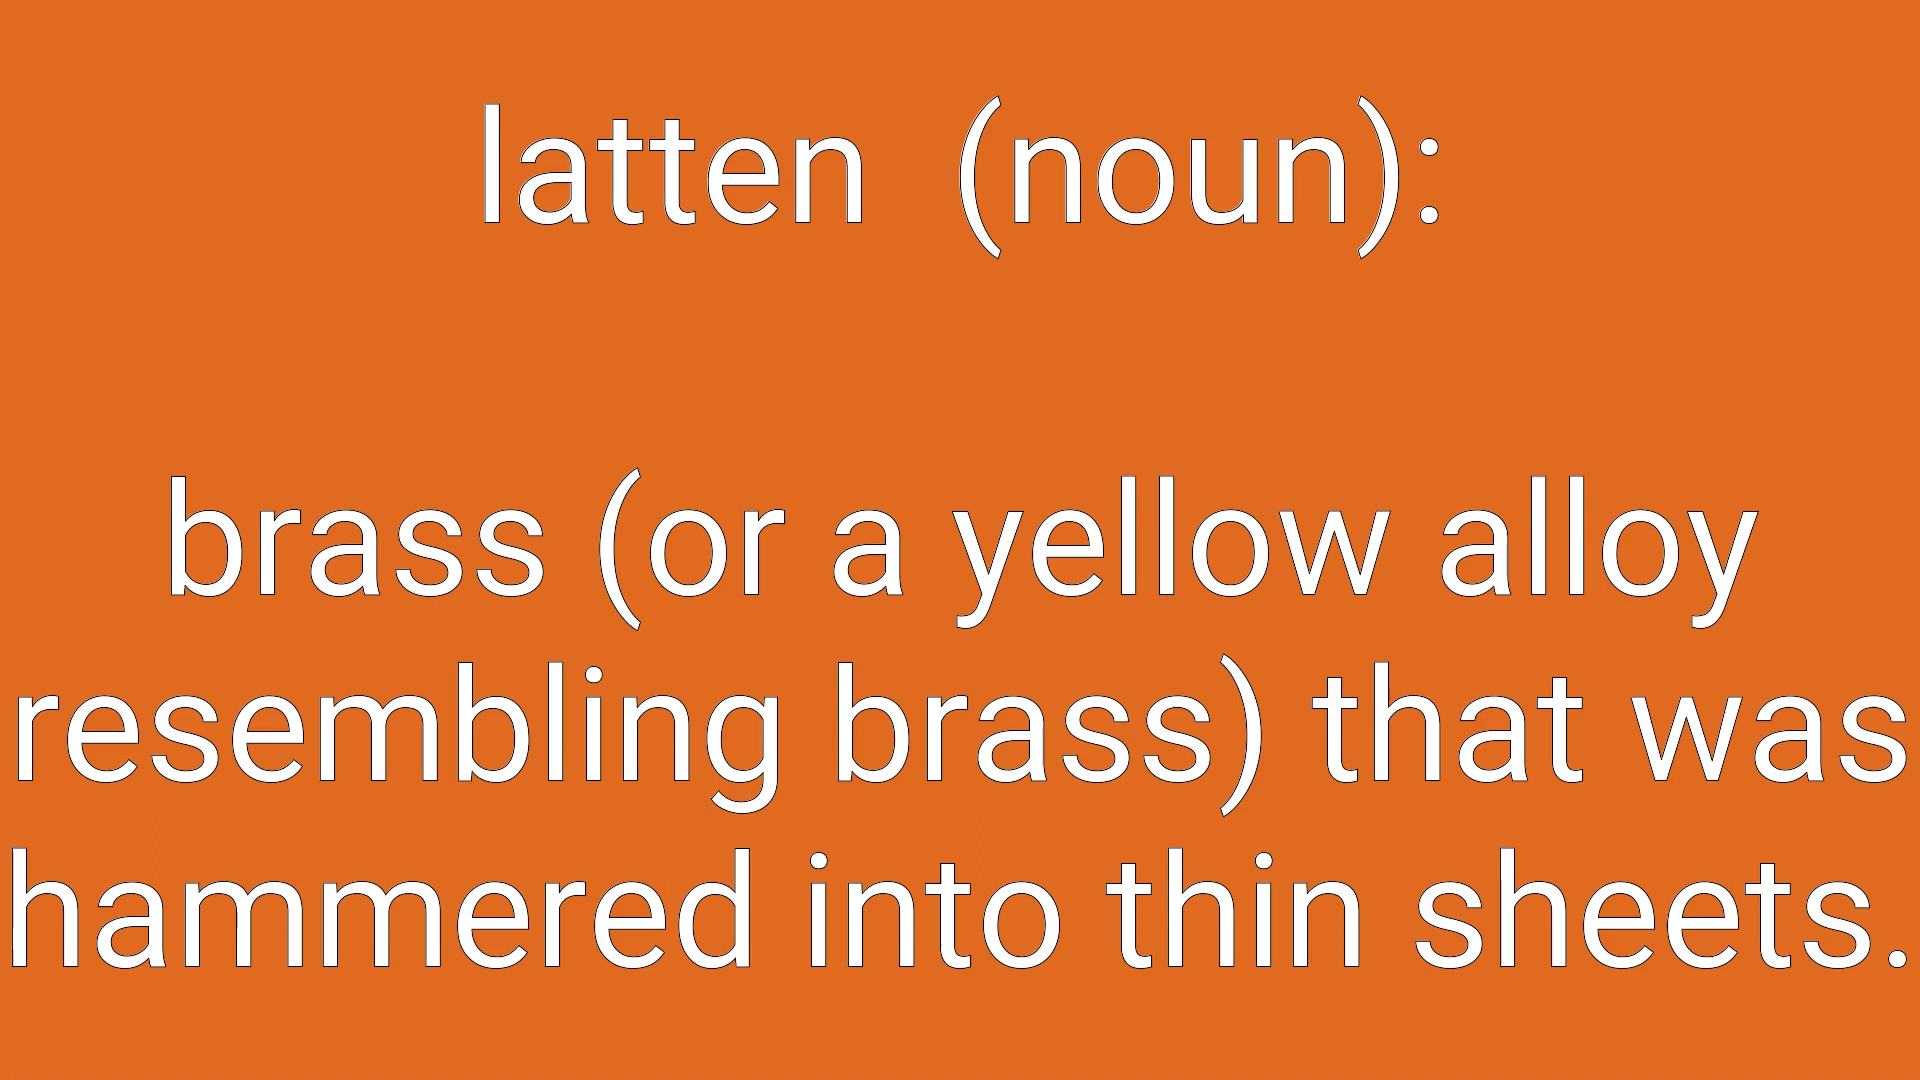 latten (noun):
brass (or a yellow alloy
resembling brass) that was
hammered into thin sheets.